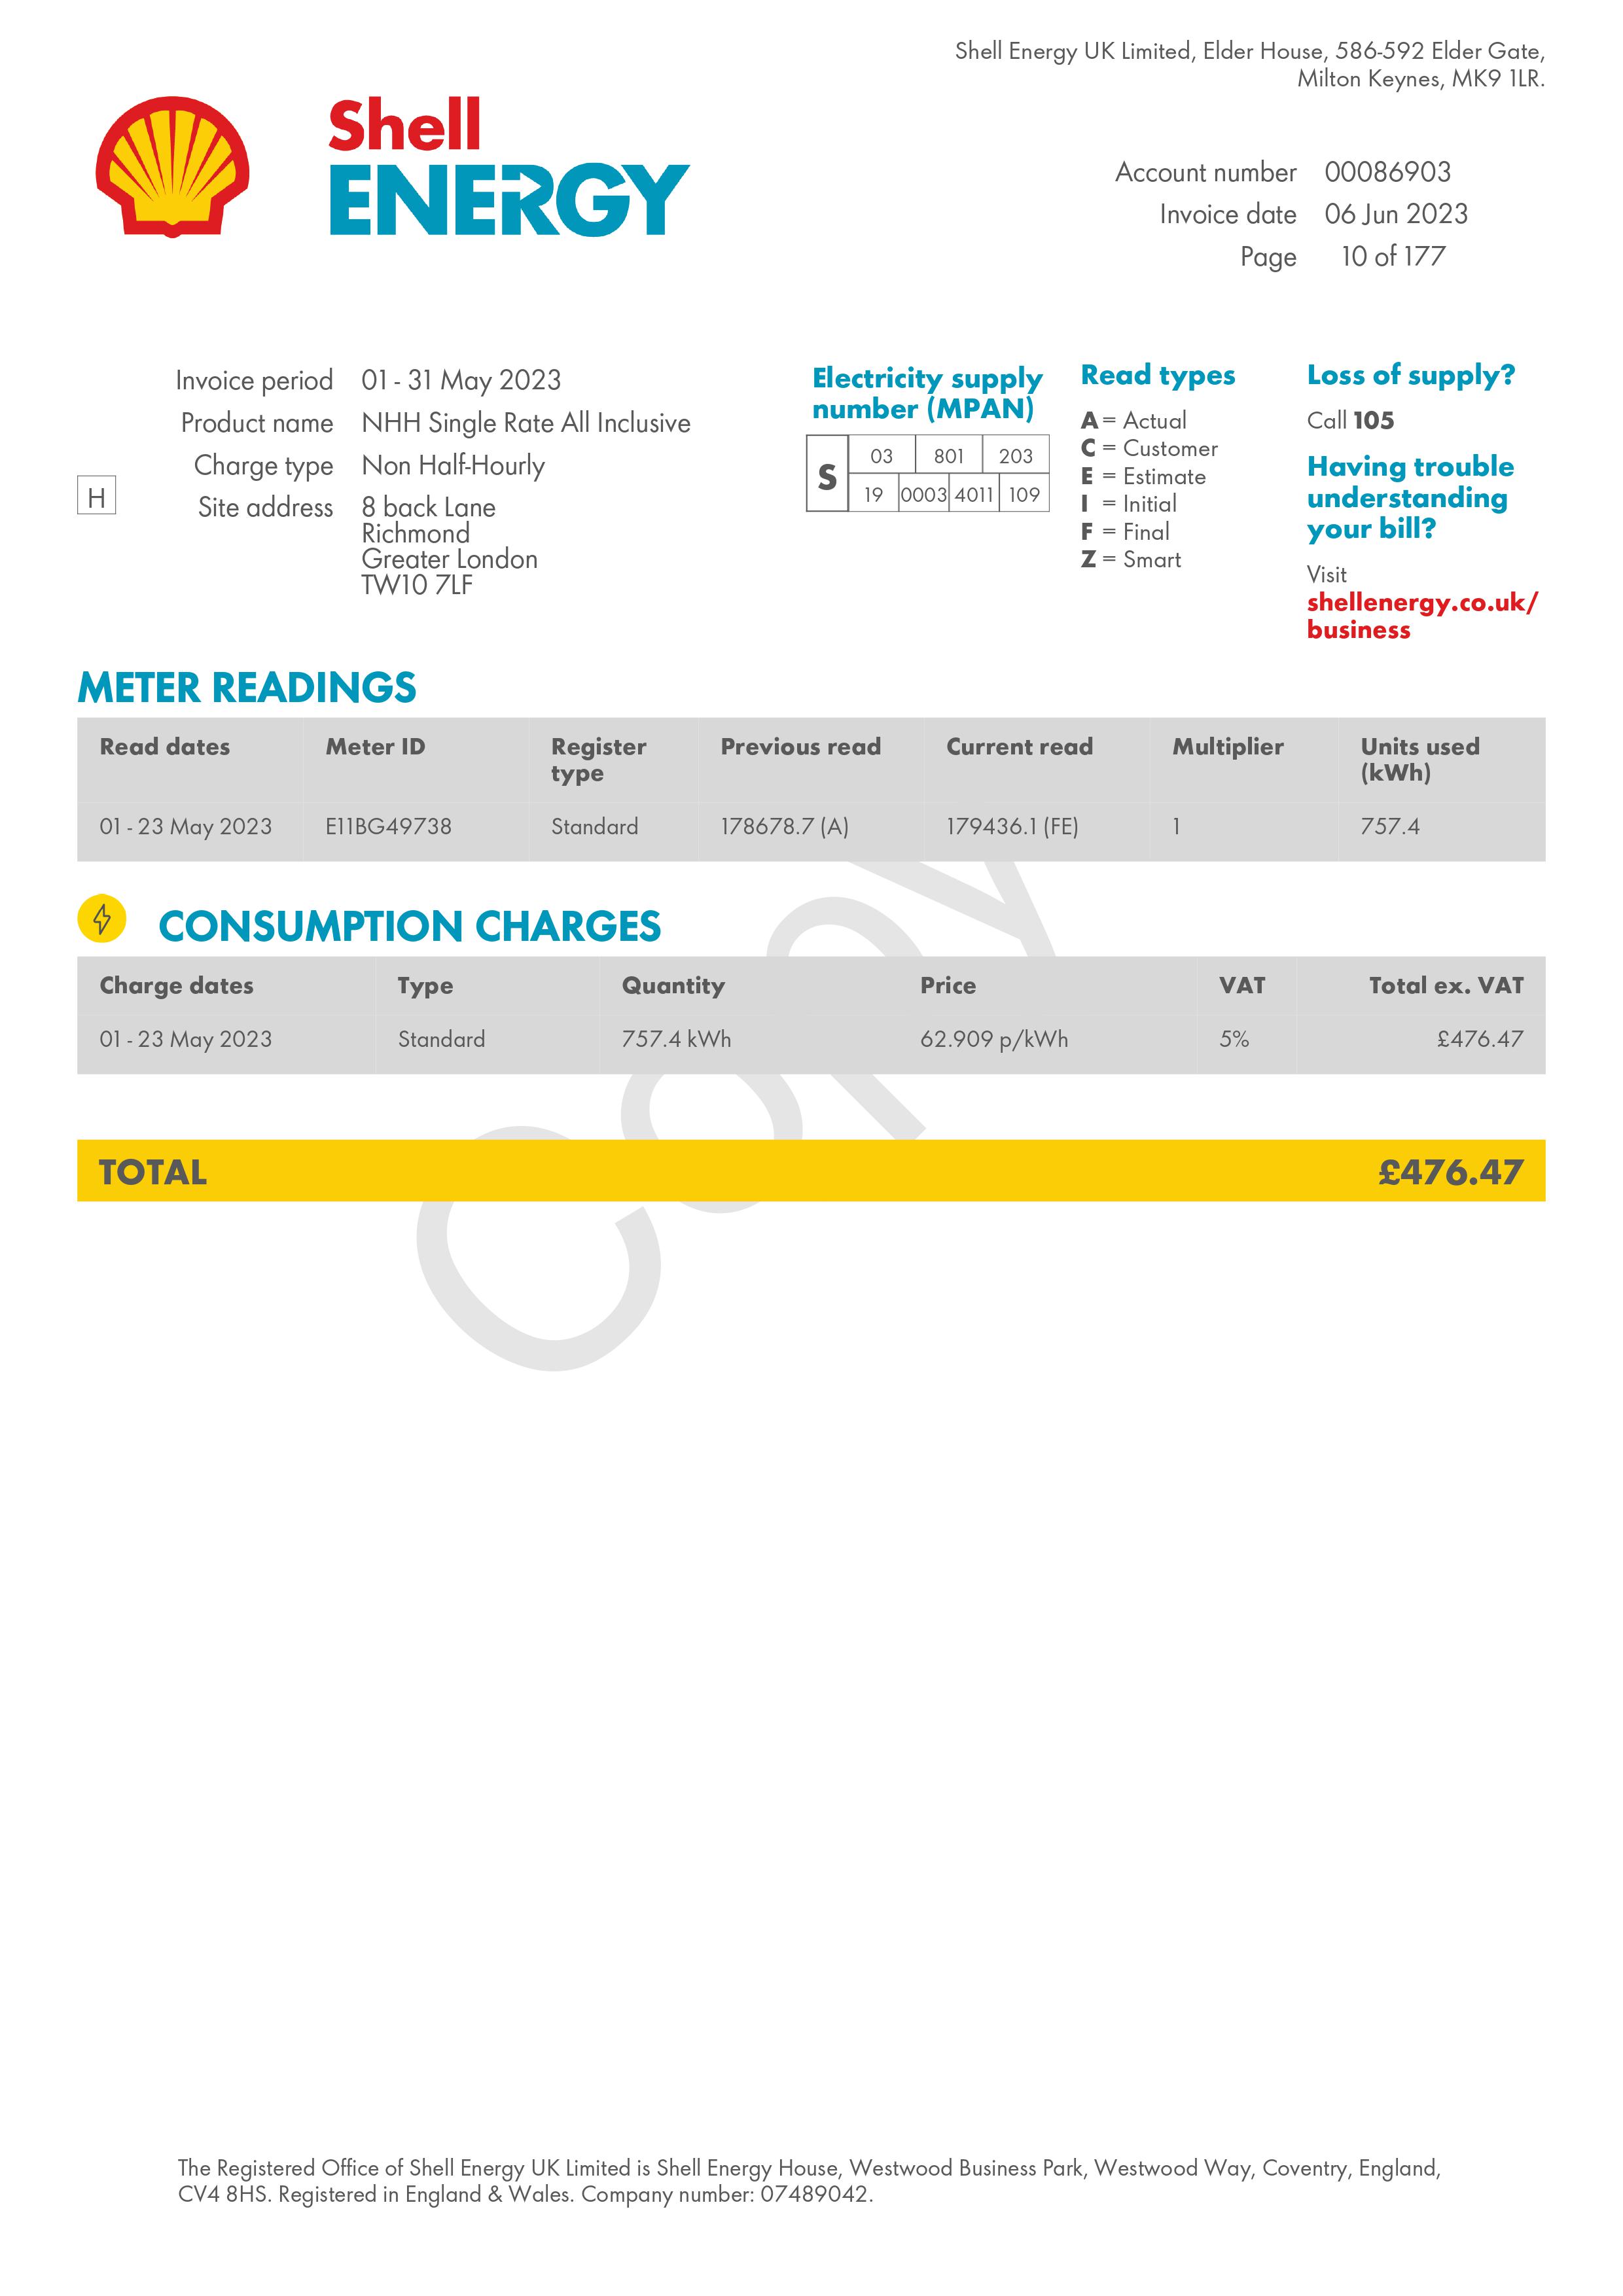 Shell Energy UK Limited, Elder House, 586-592 Elder Gate,
Milton Keynes, MK9 1LR.
Shell
ENERGY
Account number 00086903
Invoice date 06 Jun 2023
Page 10 of 177
Invoice period 01 - 31 May 2023
Product name NHH Single Rate All Inclusive
Charge type Non Half-Hourly
H
Site address 8 back Lane
Richmond
Greater London
TW10 7LF
Electricity supply
number (MPAN)
S 03 801 203
19 0003 4011 109
Read types
A = Actual
C = Customer
E = Estimate
I = Initial
F = Final
Z = Smart
Loss of supply?
Call 105
Having trouble
understanding
your bill?
Visit
shellenergy.co.uk/
business
METER READINGS
Read dates Meter ID Register type Previous read Current read Multiplier Units used (kWh)
01 - 23 May 2023 E11BG49738 Standard 178678.7 (A) 179436.1 (FE) 1 757.4
CONSUMPTION CHARGES
Charge dates Type Quantity Price VAT Total ex. VAT
01 - 23 May 2023 Standard 757.4 kWh 62.909 p/kWh 5% £476.47
TOTAL £476.47
Copy
The Registered Office of Shell Energy UK Limited is Shell Energy House, Westwood Business Park, Westwood Way, Coventry, England,
CV4 8HS. Registered in England & Wales. Company number: 07489042.